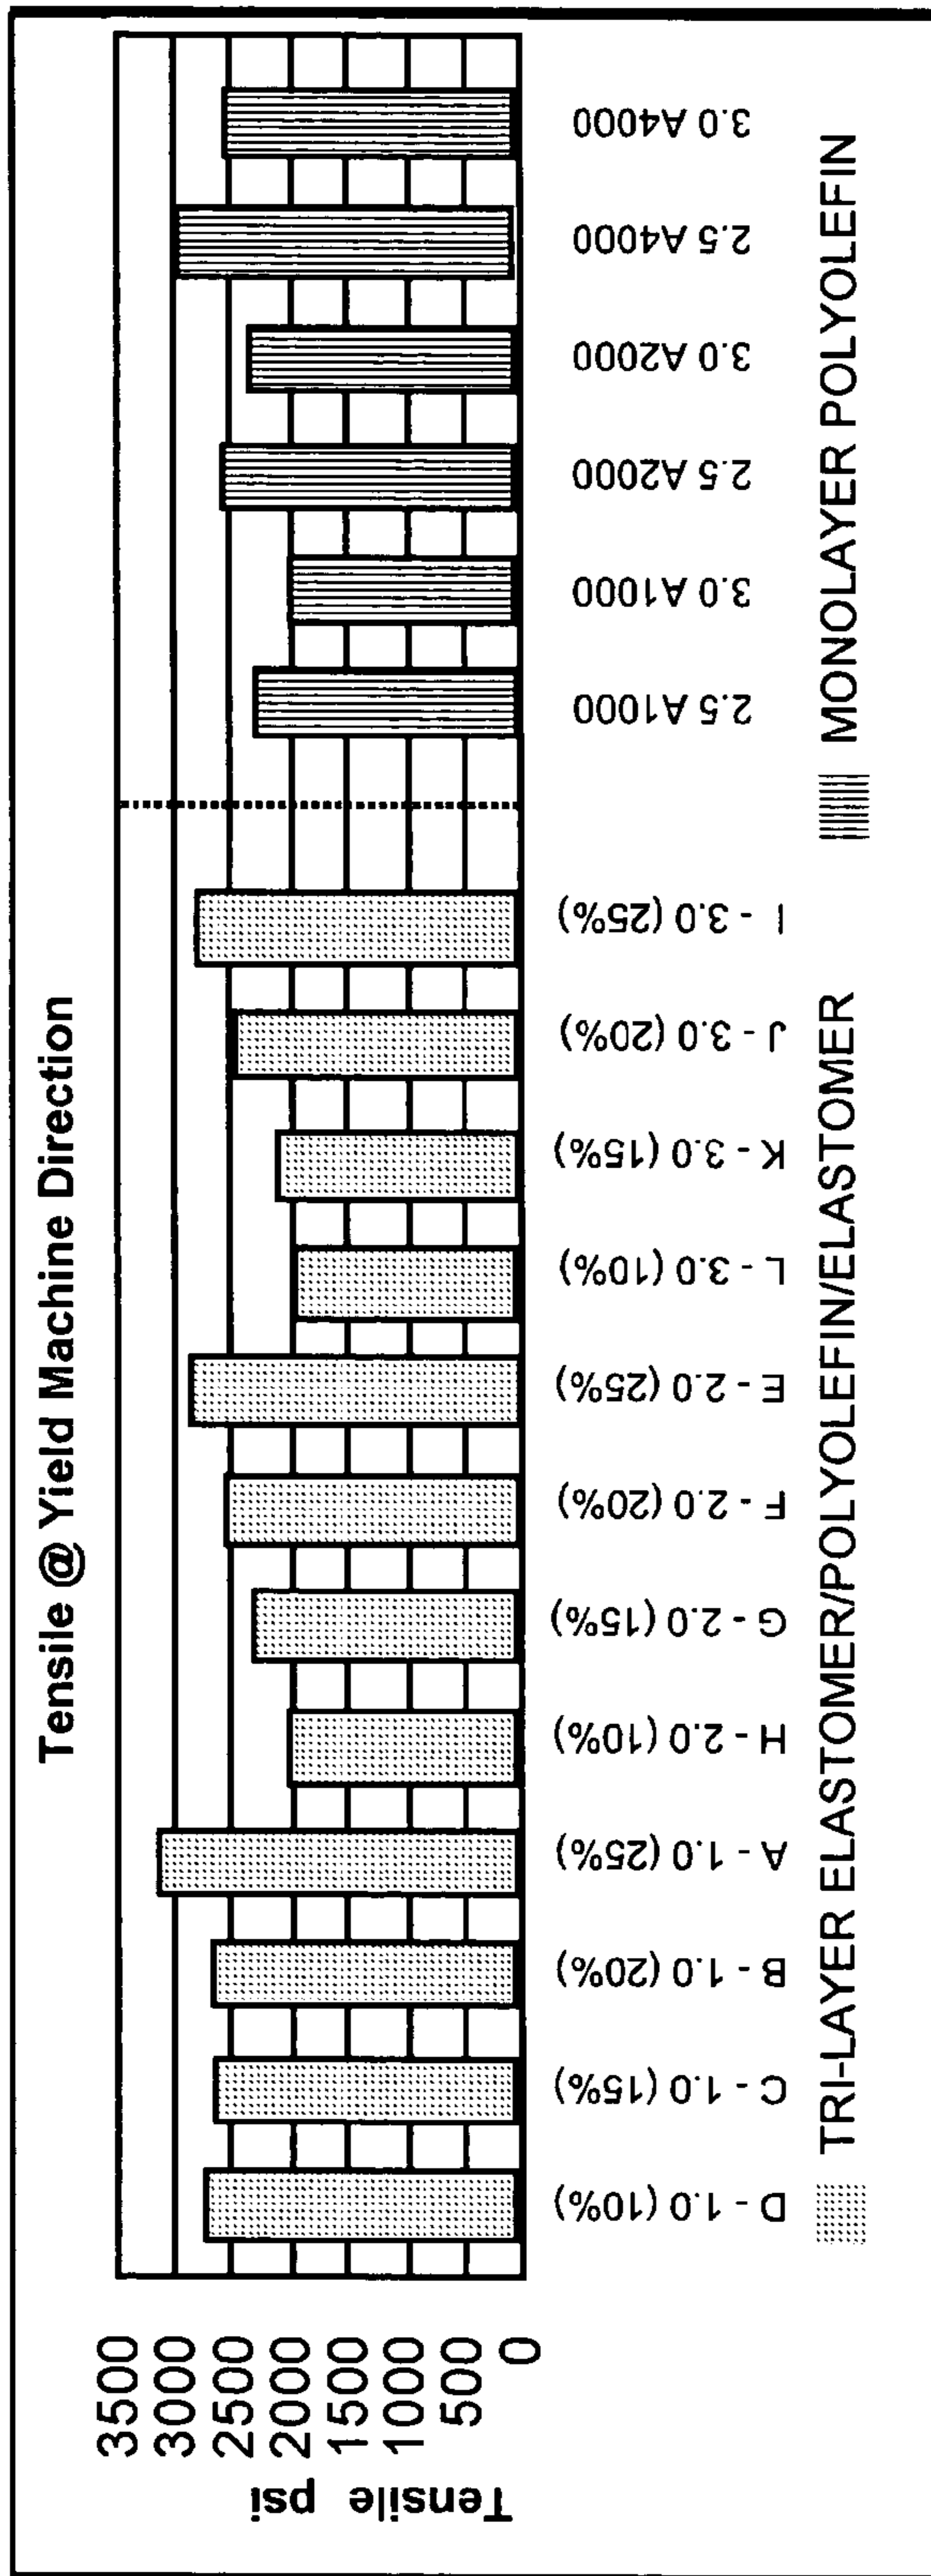 Tensile @ Yield Machine Direction
Tensile psi
3500
3000
2500
2000
1500
1000
500
0
D - 1.0 (10%)
C - 1.0 (15%)
B - 1.0 (20%)
A - 1.0 (25%)
H - 2.0 (10%)
G - 2.0 (15%)
F - 2.0 (20%)
E - 2.0 (25%)
L - 3.0 (10%)
K - 3.0 (15%)
J - 3.0 (20%)
I - 3.0 (25%)
2.5 A1000
3.0 A1000
2.5 A2000
3.0 A2000
2.5 A4000
3.0 A4000
TRI-LAYER ELASTOMER/POLYOLEFIN/ELASTOMER
MONOLAYER POLYOLEFIN